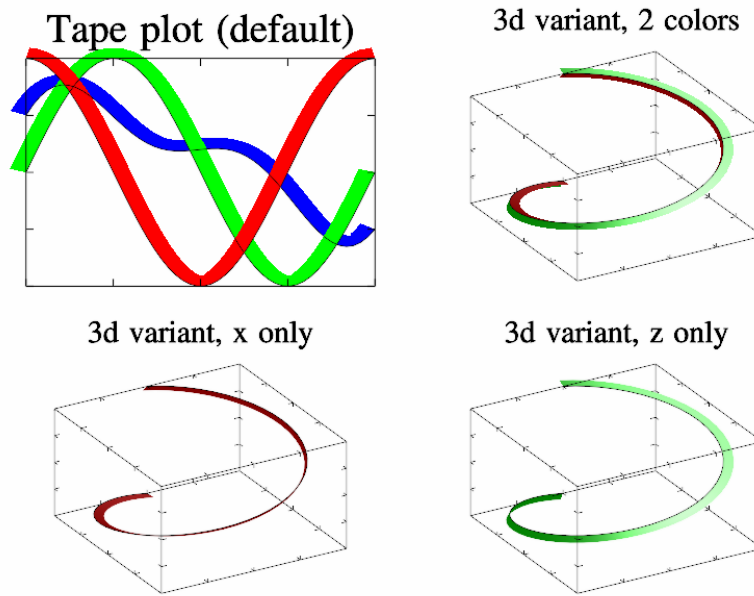 Tape plot (default)
3d variant, 2 colors
3d variant, x only
3d variant, z only